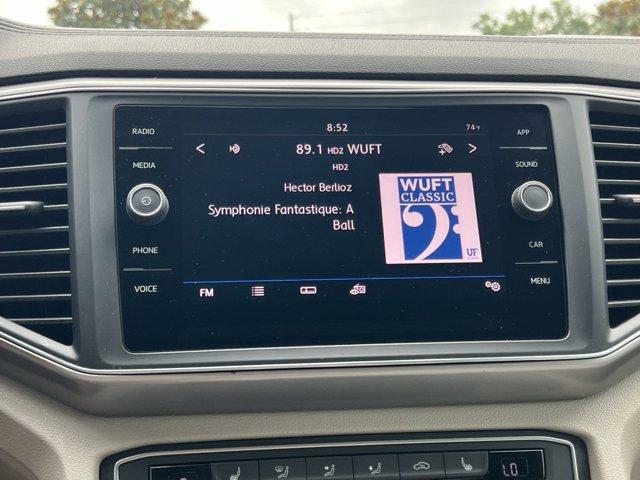 8:52
74°F
RADIO
APP
89.1 HD2 WUFT
HD2
MEDIA
SOUND
Hector Berlioz
Symphonie Fantastique: A
Ball
WUFT
CLASSIC
UF
PHONE
CAR
VOICE
MENU
FM
LO